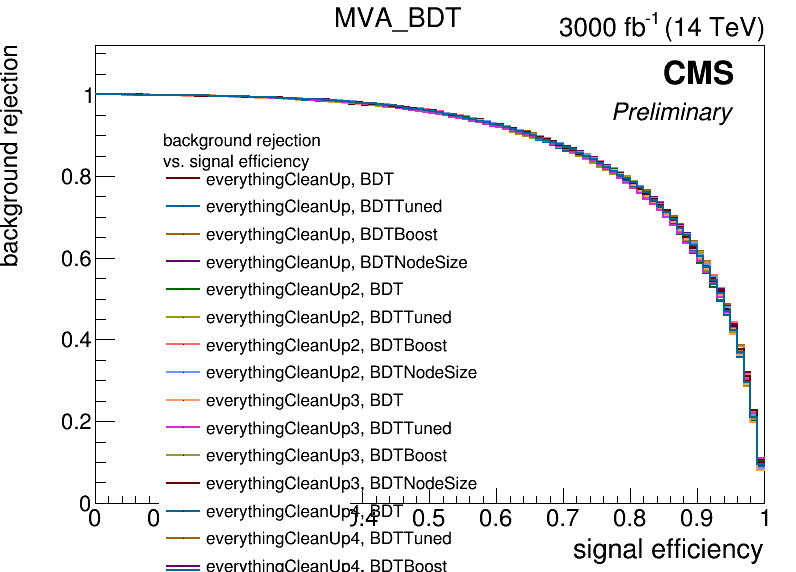 MVA_BDT
3000 fb-1 (14 TeV)
CMS
Preliminary
background rejection
1
0.8
0.6
0.4
0.2
0
background rejection
vs. signal efficiency
everythingCleanUp, BDT
everythingCleanUp, BDTTuned
everythingCleanUp, BDTBoost
everythingCleanUp, BDTNodeSize
everythingCleanUp2, BDT
everythingCleanUp2, BDTTuned
everythingCleanUp2, BDTBoost
everythingCleanUp2, BDTNodeSize
everythingCleanUp3, BDT
everythingCleanUp3, BDTTuned
everythingCleanUp3, BDTBoost
everythingCleanUp3, BDTNodeSize
everythingCleanUp4, BDT
everythingCleanUp4, BDTTuned
everythingCleanUp4, BDTBoost
0 0 .4 0.5 0.6 0.7 0.8 0.9 1
signal efficiency